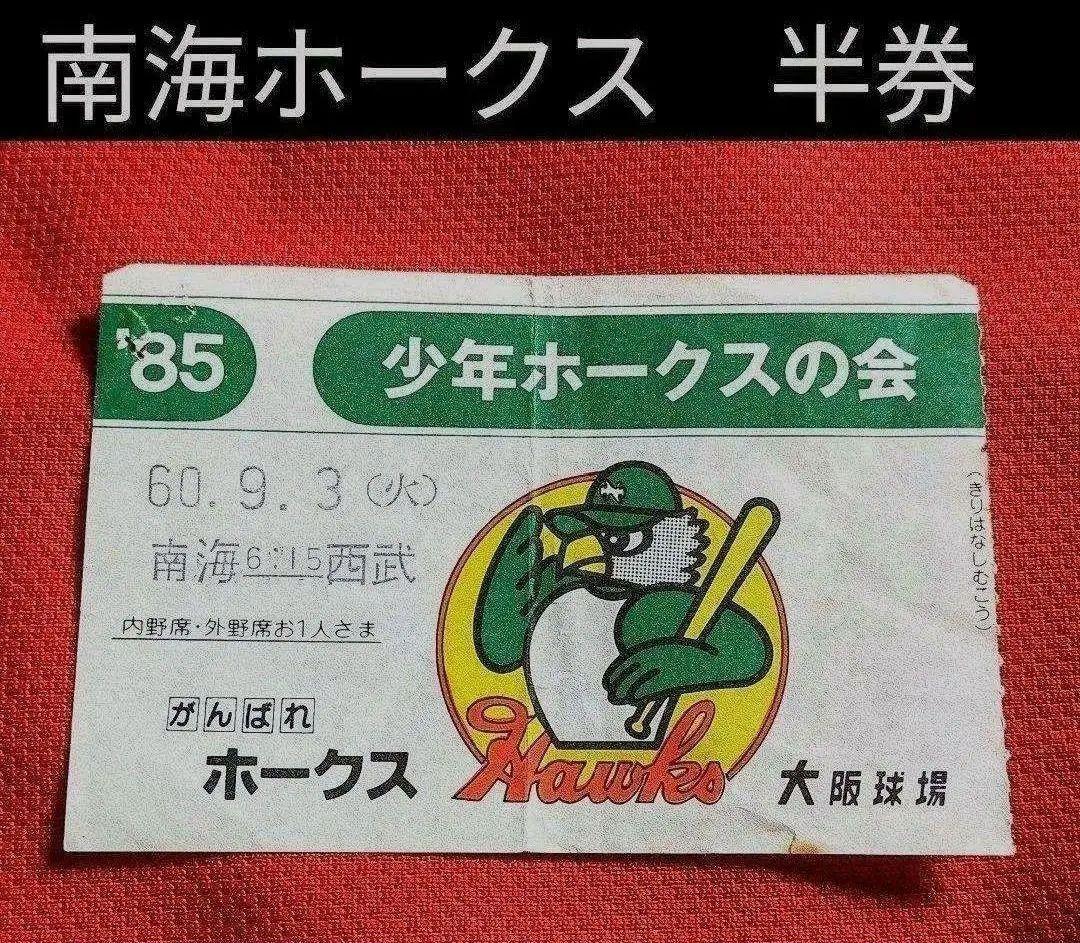 南海ホークス 半券
'85 少年ホークスの会
60.9.3(火)
南海6:15西武
内野席・外野席お1人さま
がんばれ
ホークス
Hawks
大阪球場
(きりはなしむこう)